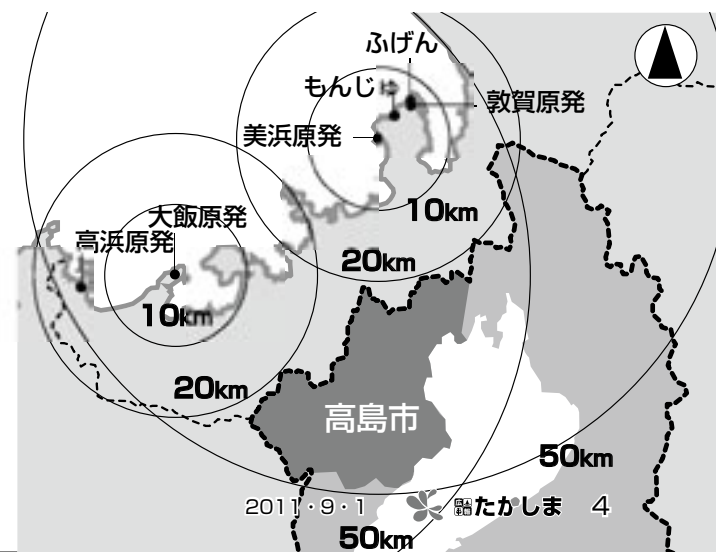 ふげん
もんじゅ
敦賀原発
美浜原発
10km
大飯原発
高浜原発
20km
10km
20km
高島市
50km
2011・9・1 広報たかしま 4
50km